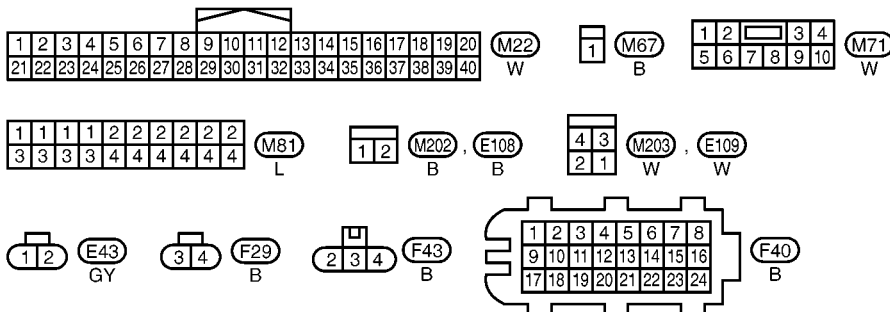 1 2 3 4 5 6 7 8 9 10 11 12 13 14 15 16 17 18 19 20 M22
21 22 23 24 25 26 27 28 29 30 31 32 33 34 35 36 37 38 39 40 W
1 M67
B
1 2 3 4 M71
5 6 7 8 9 10 W
1 1 1 1 2 2 2 2 2 2 M81
3 3 3 3 4 4 4 4 4 4 L
1 2 M202 , E108
B B
4 3 M203 , E109
2 1 W W
1 2 E43
GY
3 4 F29
B
2 3 4 F43
B
1 2 3 4 5 6 7 8
9 10 11 12 13 14 15 16 F40
17 18 19 20 21 22 23 24 B